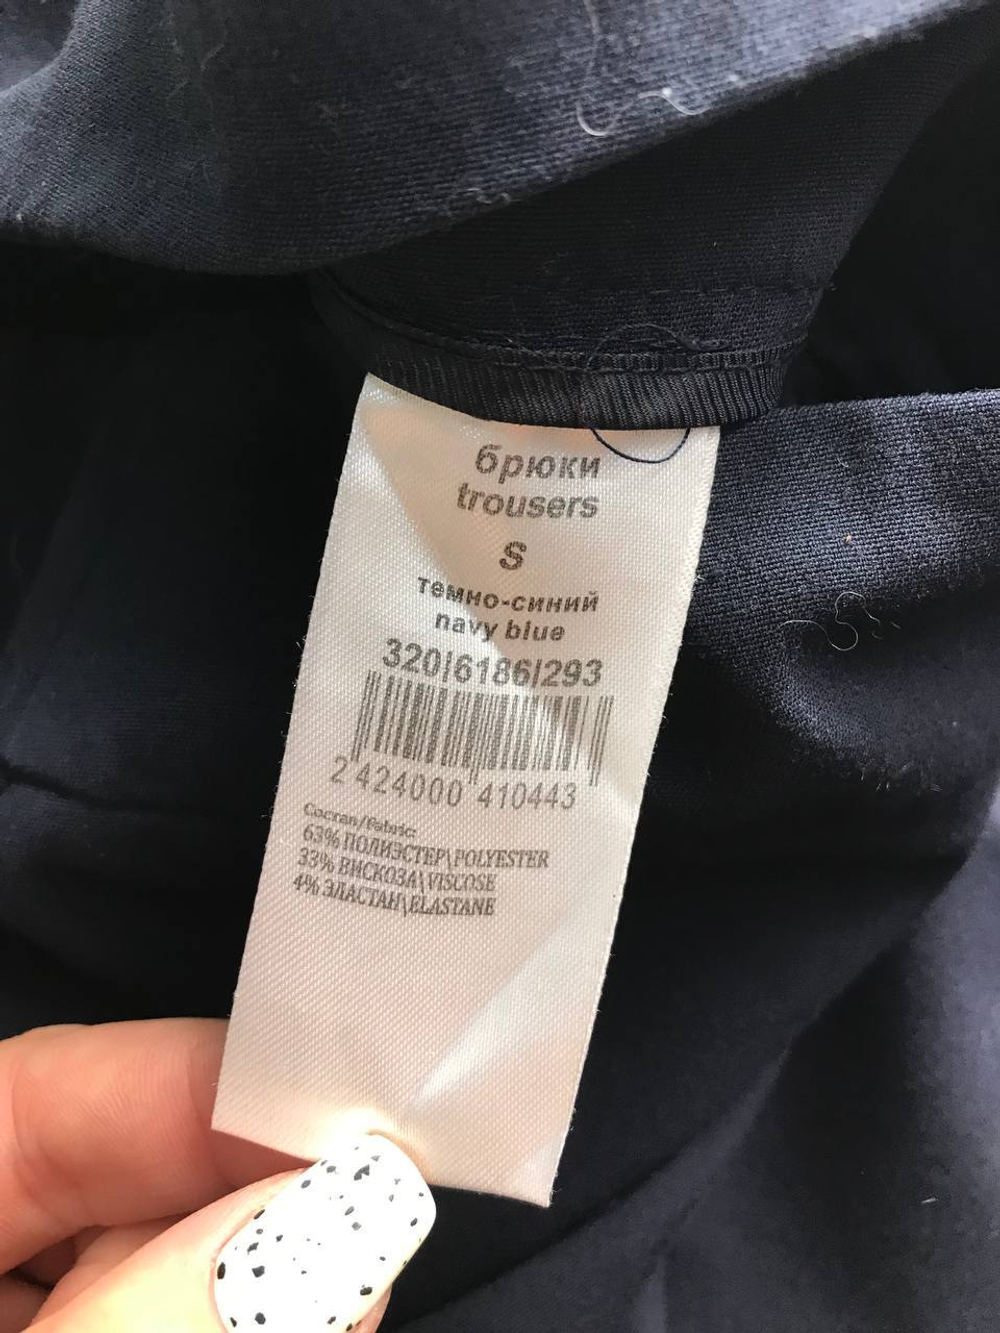 брюки
trousers
S
темно-синий
navy blue
320/6186/293
2 424000 410443
Состав/Fabric:
63% ПОЛИЭСТЕР\POLYESTER
33% ВИСКОЗА\VISCOSE
4% ЭЛАСТАН\ELASTANE